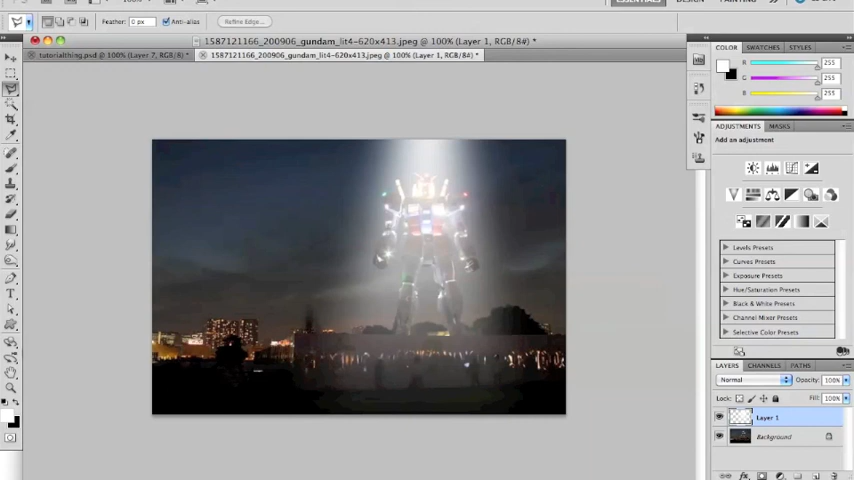 Feather: 0 px Anti-alias Refine Edge...
ESSENTIALS DESIGN PAINTING
1587121166_200906_gundam_lit4-620x413.jpeg @ 100% (Layer 1, RGB/8#) *
tutorialthing.psd @ 100% (Layer 7, RGB/8) * 1587121166_200906_gundam_lit4-620x413.jpeg @ 100% (Layer 1, RGB/8#) *
COLOR SWATCHES STYLES
R 255
G 255
B 255
ADJUSTMENTS MASKS
Add an adjustment
Levels Presets
Curves Presets
Exposure Presets
Hue/Saturation Presets
Black & White Presets
Channel Mixer Presets
Selective Color Presets
LAYERS CHANNELS PATHS
Normal Opacity: 100%
Lock: Fill: 100%
Layer 1
Background